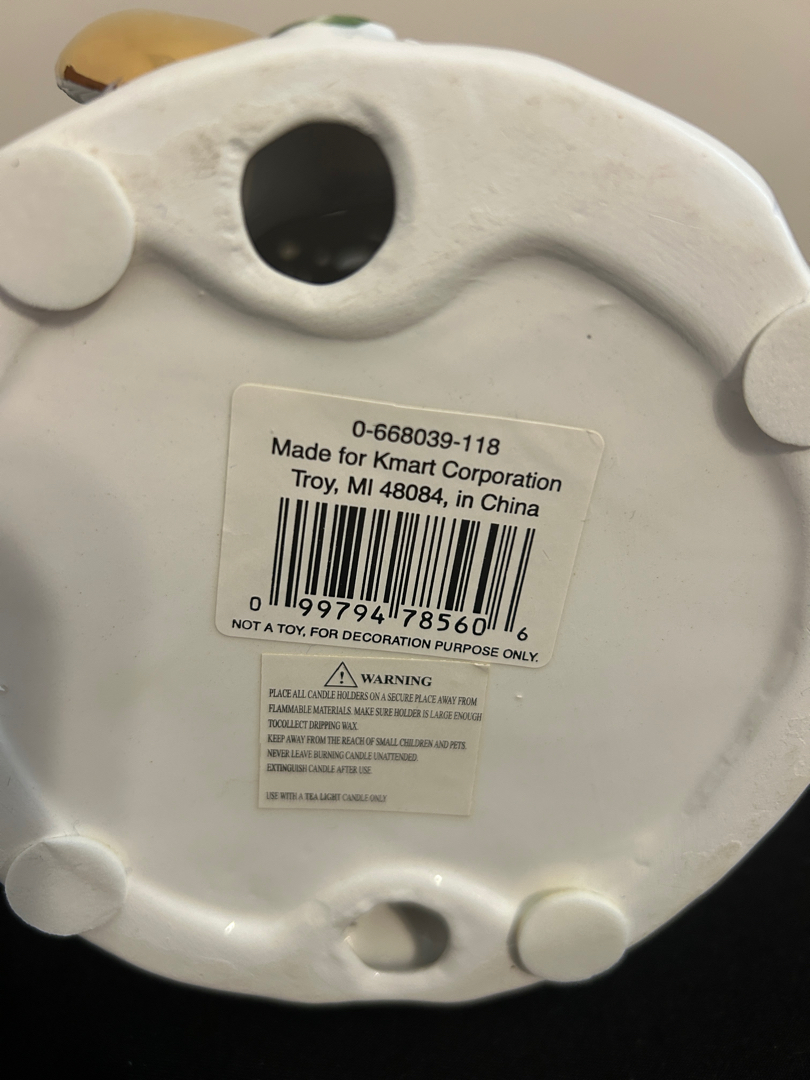 0-668039-118
Made for Kmart Corporation
Troy, MI 48084, in China
0 99794 78560 6
NOT A TOY, FOR DECORATION PURPOSE ONLY.
WARNING
PLACE ALL CANDLE HOLDERS ON A SECURE PLACE AWAY FROM
FLAMMABLE MATERIALS. MAKE SURE HOLDER IS LARGE ENOUGH
TOCOLLECT DRIPPING WAX.
KEEP AWAY FROM THE REACH OF SMALL CHILDREN AND PETS.
NEVER LEAVE BURNING CANDLE UNATTENDED.
EXTINGUISH CANDLE AFTER USE
USE WITH A TEA LIGHT CANDLE ONLY